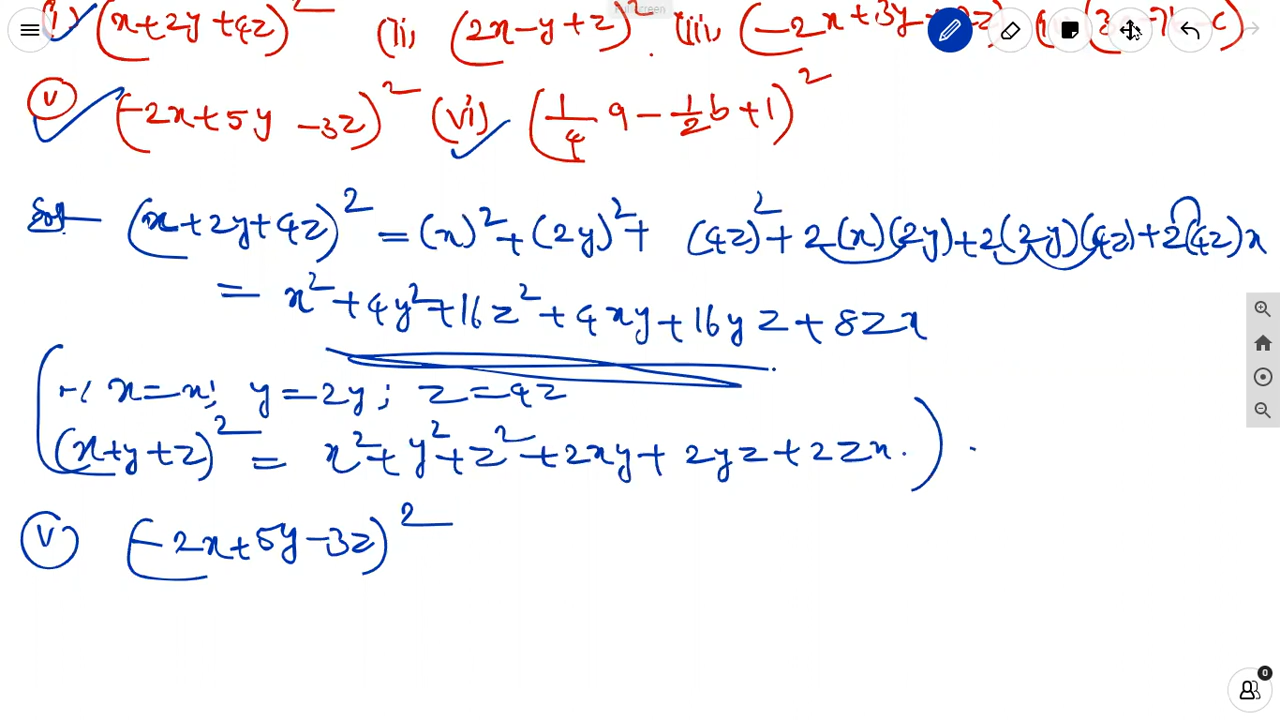 (i) (x+2y+4z)² (ii) (2x-y+z)² (iii) (-2x+3y
(v) (-2x+5y-3z)² (vi) (1/4 a - 1/2 b + 1)²
Sol (x+2y+4z)² = (x)²+(2y)²+(4z)²+2(x)(2y)+2(2y)(4z)+2(4z)x
= x²+4y²+16z²+4xy+16yz+8zx
x=x; y=2y; z=4z
(x+y+z)² = x²+y²+z²+2xy+2yz+2zx.) .
(v) (-2x+5y-3z)²
0